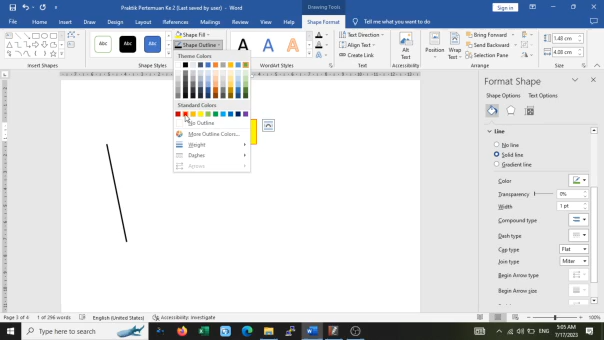 Praktik Pertemuan Ke 2 (Last saved by user) - Word
Drawing Tools
Sign in
File Home Insert Draw Design Layout References Mailings Review View Help Shape Format Tell me what you want to do
Abc Abc Abc
Shape Fill
Shape Outline
A A A
Text Direction
Align Text
Create Link
Alt Text
Position
Wrap Text
Bring Forward
Send Backward
Selection Pane
1.48 cm
4.08 cm
Insert Shapes
Shape Styles
WordArt Styles
Text
Accessibility
Arrange
Size
Theme Colors
Standard Colors
No Outline
More Outline Colors...
Weight
Dashes
Arrows
Format Shape
Shape Options Text Options
Line
No line
Solid line
Gradient line
Color
Transparency 0%
Width 1 pt
Compound type
Dash type
Cap type Flat
Join type Miter
Begin Arrow type
Begin Arrow size
Page 3 of 4 1 of 296 words English (United States) Accessibility: Investigate
100%
Type here to search
ENG
5:05 AM
7/17/2023